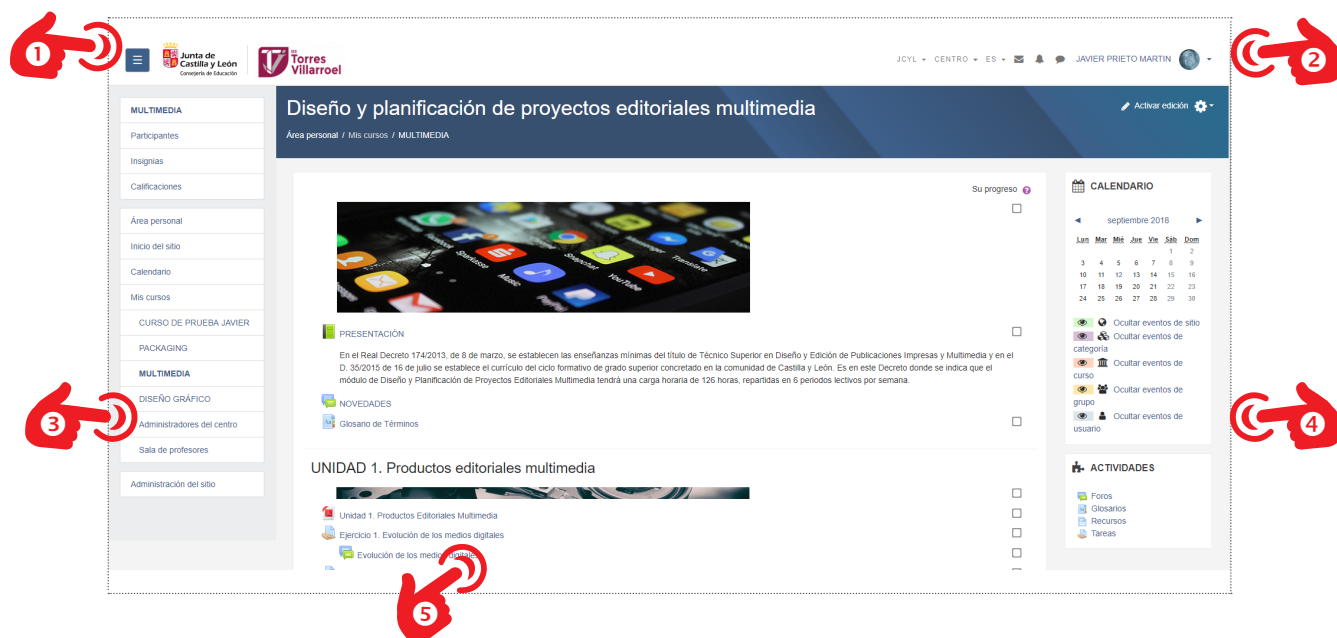 1
2
Junta de
Castilla y León
Consejería de Educación
IES
Torres
Villarroel
JCYL CENTRO ES JAVIER PRIETO MARTIN
MULTIMEDIA
Participantes
Insignias
Calificaciones
Área personal
Inicio del sitio
Calendario
Mis cursos
CURSO DE PRUEBA JAVIER
PACKAGING
MULTIMEDIA
DISEÑO GRÁFICO
Administradores del centro
Sala de profesores
Administración del sitio
3
Diseño y planificación de proyectos editoriales multimedia
Área personal / Mis cursos / MULTIMEDIA
Activar edición
Su progreso
Facebook
Starkasse
Music
PayPal
Snapchat
YouTube
Messenger
Translate
PRESENTACIÓN
En el Real Decreto 174/2013, de 8 de marzo, se establecen las enseñanzas mínimas del título de Técnico Superior en Diseño y Edición de Publicaciones Impresas y Multimedia y en el
D. 35/2015 de 16 de julio se establece el currículo del ciclo formativo de grado superior concretado en la comunidad de Castilla y León. Es en este Decreto donde se indica que el
módulo de Diseño y Planificación de Proyectos Editoriales Multimedia tendrá una carga horaria de 126 horas, repartidas en 6 periodos lectivos por semana.
NOVEDADES
Glosario de Términos
UNIDAD 1. Productos editoriales multimedia
Unidad 1. Productos Editoriales Multimedia
Ejercicio 1. Evolución de los medios digitales
Evolución de los medios digitales
5
CALENDARIO
septiembre 2018
Lun Mar Mié Jue Vie Sáb Dom
1 2
3 4 5 6 7 8 9
10 11 12 13 14 15 16
17 18 19 20 21 22 23
24 25 26 27 28 29 30
Ocultar eventos de sitio
Ocultar eventos de
categoría
Ocultar eventos de
curso
Ocultar eventos de
grupo
Ocultar eventos de
usuario
4
ACTIVIDADES
Foros
Glosarios
Recursos
Tareas